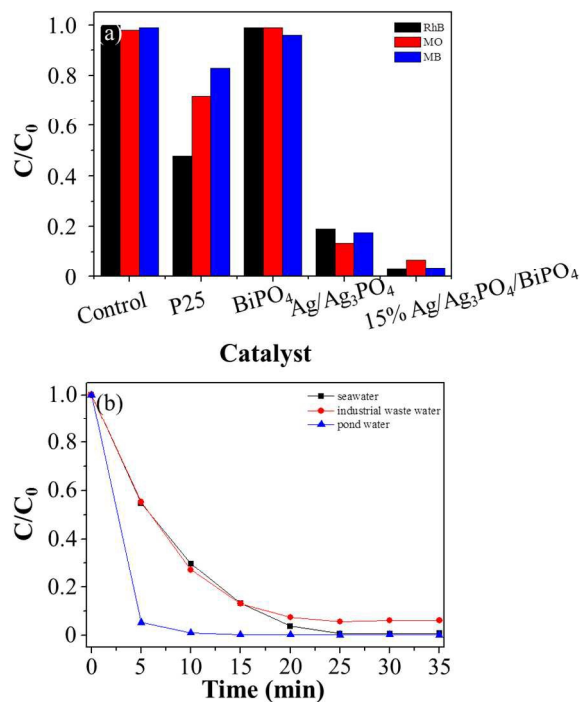 (a)
RhB
MO
MB
1.0
0.8
0.6
0.4
0.2
0
C/C₀
Control
P25
BiPO₄
Ag/Ag₃PO₄
15% Ag/Ag₃PO₄/BiPO₄
Catalyst
(b)
seawater
industrial waste water
pond water
1.0
0.8
0.6
0.4
0.2
0
C/C₀
0 5 10 15 20 25 30 35
Time (min)